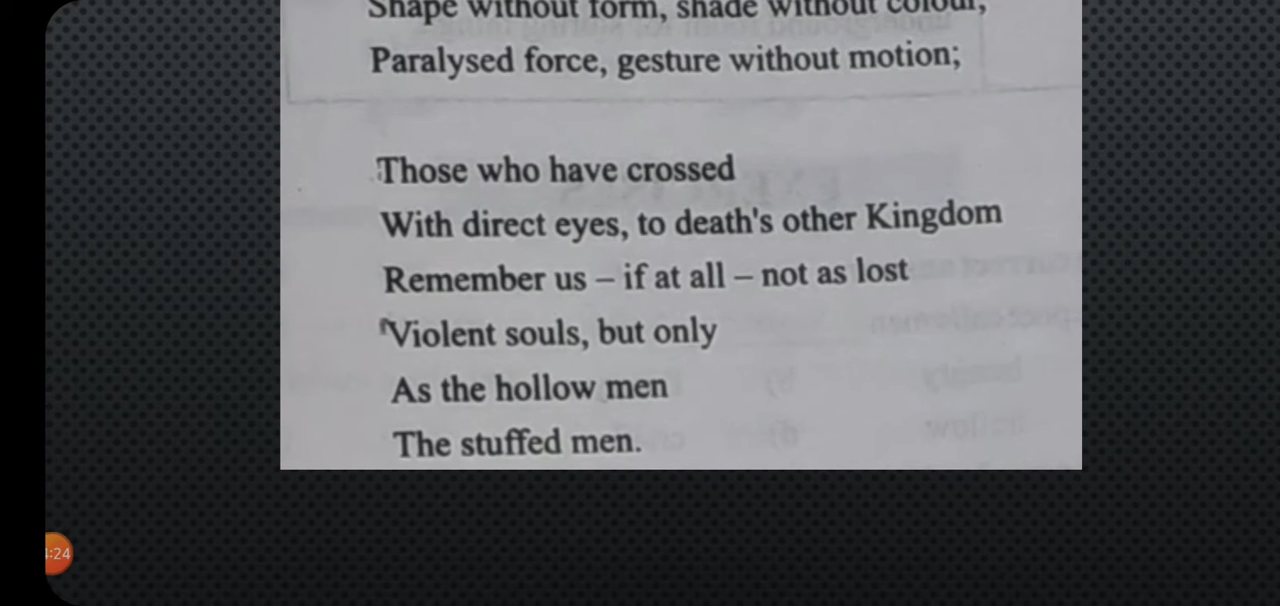 Shape without form, shade without colour,
Paralysed force, gesture without motion;
Those who have crossed
With direct eyes, to death's other Kingdom
Remember us – if at all – not as lost
Violent souls, but only
As the hollow men
The stuffed men.
:24